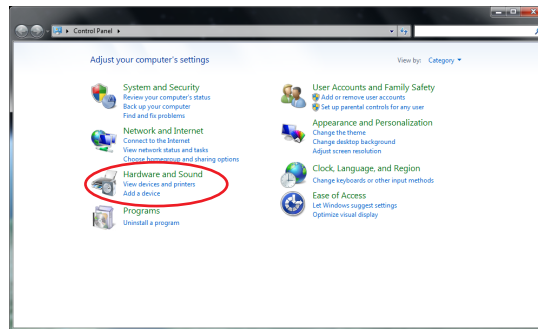 Control Panel
Adjust your computer's settings
View by: Category
System and Security
Review your computer's status
Back up your computer
Find and fix problems
Network and Internet
Connect to the Internet
View network status and tasks
Choose homegroup and sharing options
Hardware and Sound
View devices and printers
Add a device
Programs
Uninstall a program
User Accounts and Family Safety
Add or remove user accounts
Set up parental controls for any user
Appearance and Personalization
Change the theme
Change desktop background
Adjust screen resolution
Clock, Language, and Region
Change keyboards or other input methods
Ease of Access
Let Windows suggest settings
Optimize visual display